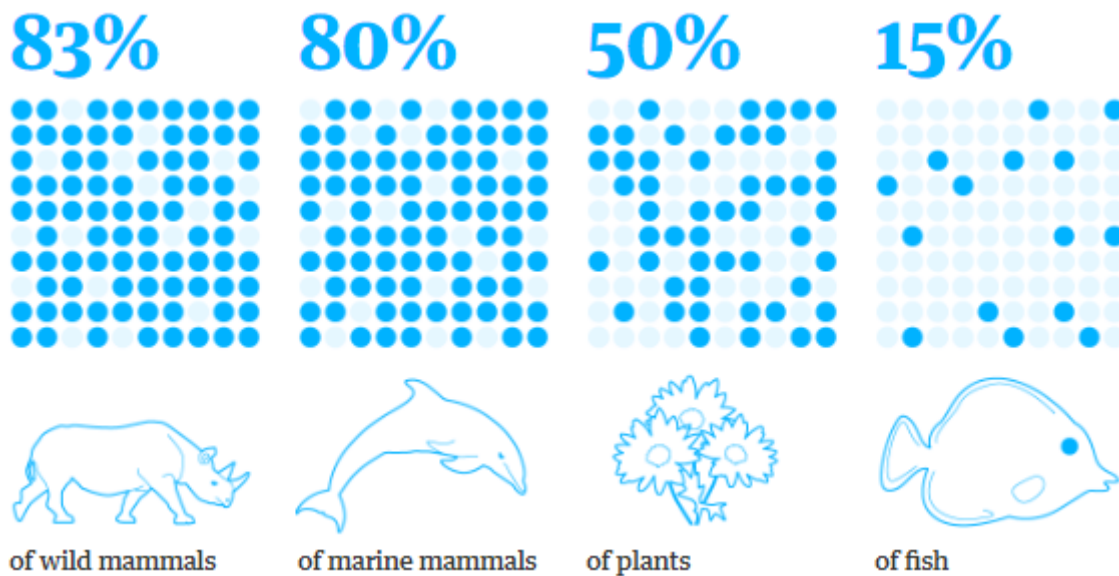 83%
80%
50%
15%
of wild mammals
of marine mammals
of plants
of fish